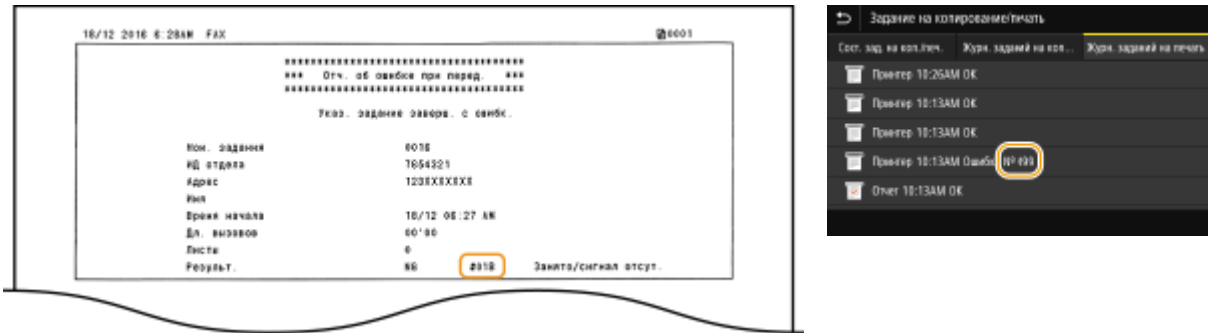 18/12 2016 6:28AM FAX 0001
************************************
*** Отч. об ошибке при перед. ***
************************************
Указ. задание заверш. с ошибк.
Ном. задания 0016
ИД отдела 7654321
Адрес 123XXXXXXX
Имя
Время начала 18/12 06:27 AM
Дл. вызовов 00'00
Листы 0
Результ. NG #018 Занято/сигнал отсут.
Задание на копирование/печать
Сост. зад. на коп./печ. Журн. заданий на коп... Журн. заданий на печать
Принтер 10:26AM OK
Принтер 10:13AM OK
Принтер 10:13AM OK
Принтер 10:13AM Ошибк № 499
Отчет 10:13AM OK